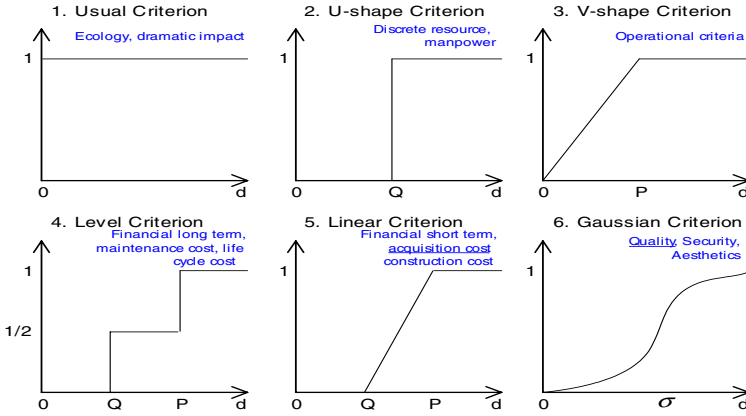 1. Usual Criterion
Ecology, dramatic impact
1
0
d
2. U-shape Criterion
Discrete resource,
manpower
1
0
Q
d
3. V-shape Criterion
Operational criteria
1
0
P
d
4. Level Criterion
Financial long term,
maintenance cost, life
cycle cost
1
1/2
0
Q
P
d
5. Linear Criterion
Financial short term,
acquisition cost
construction cost
1
0
Q
P
d
6. Gaussian Criterion
Quality, Security,
Aesthetics
1
0
σ
d